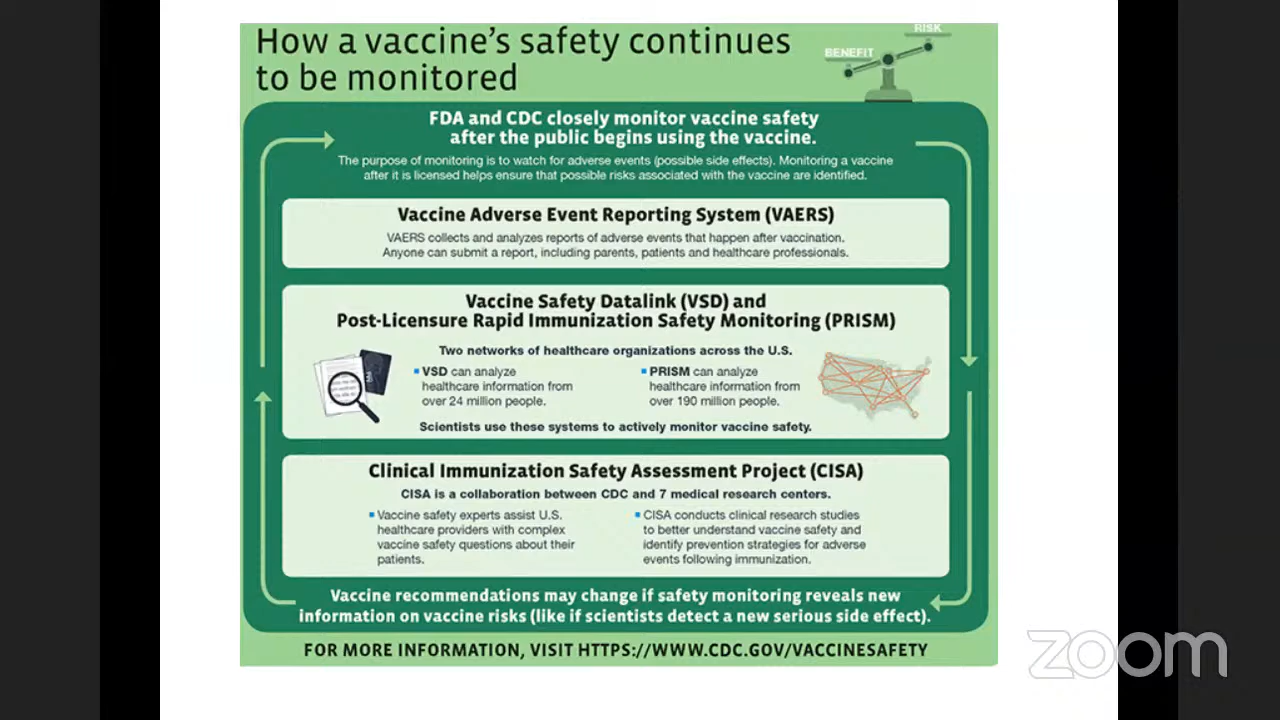 How a vaccine's safety continues
to be monitored
RISK
BENEFIT
FDA and CDC closely monitor vaccine safety
after the public begins using the vaccine.
The purpose of monitoring is to watch for adverse events (possible side effects). Monitoring a vaccine
after it is licensed helps ensure that possible risks associated with the vaccine are identified.
Vaccine Adverse Event Reporting System (VAERS)
VAERS collects and analyzes reports of adverse events that happen after vaccination.
Anyone can submit a report, including parents, patients and healthcare professionals.
Vaccine Safety Datalink (VSD) and
Post-Licensure Rapid Immunization Safety Monitoring (PRISM)
Two networks of healthcare organizations across the U.S.
▪ VSD can analyze
healthcare information from
over 24 million people.
▪ PRISM can analyze
healthcare information from
over 190 million people.
Scientists use these systems to actively monitor vaccine safety.
Clinical Immunization Safety Assessment Project (CISA)
CISA is a collaboration between CDC and 7 medical research centers.
▪ Vaccine safety experts assist U.S.
healthcare providers with complex
vaccine safety questions about their
patients.
▪ CISA conducts clinical research studies
to better understand vaccine safety and
identify prevention strategies for adverse
events following immunization.
Vaccine recommendations may change if safety monitoring reveals new
information on vaccine risks (like if scientists detect a new serious side effect).
FOR MORE INFORMATION, VISIT HTTPS://WWW.CDC.GOV/VACCINESAFETY
zoom